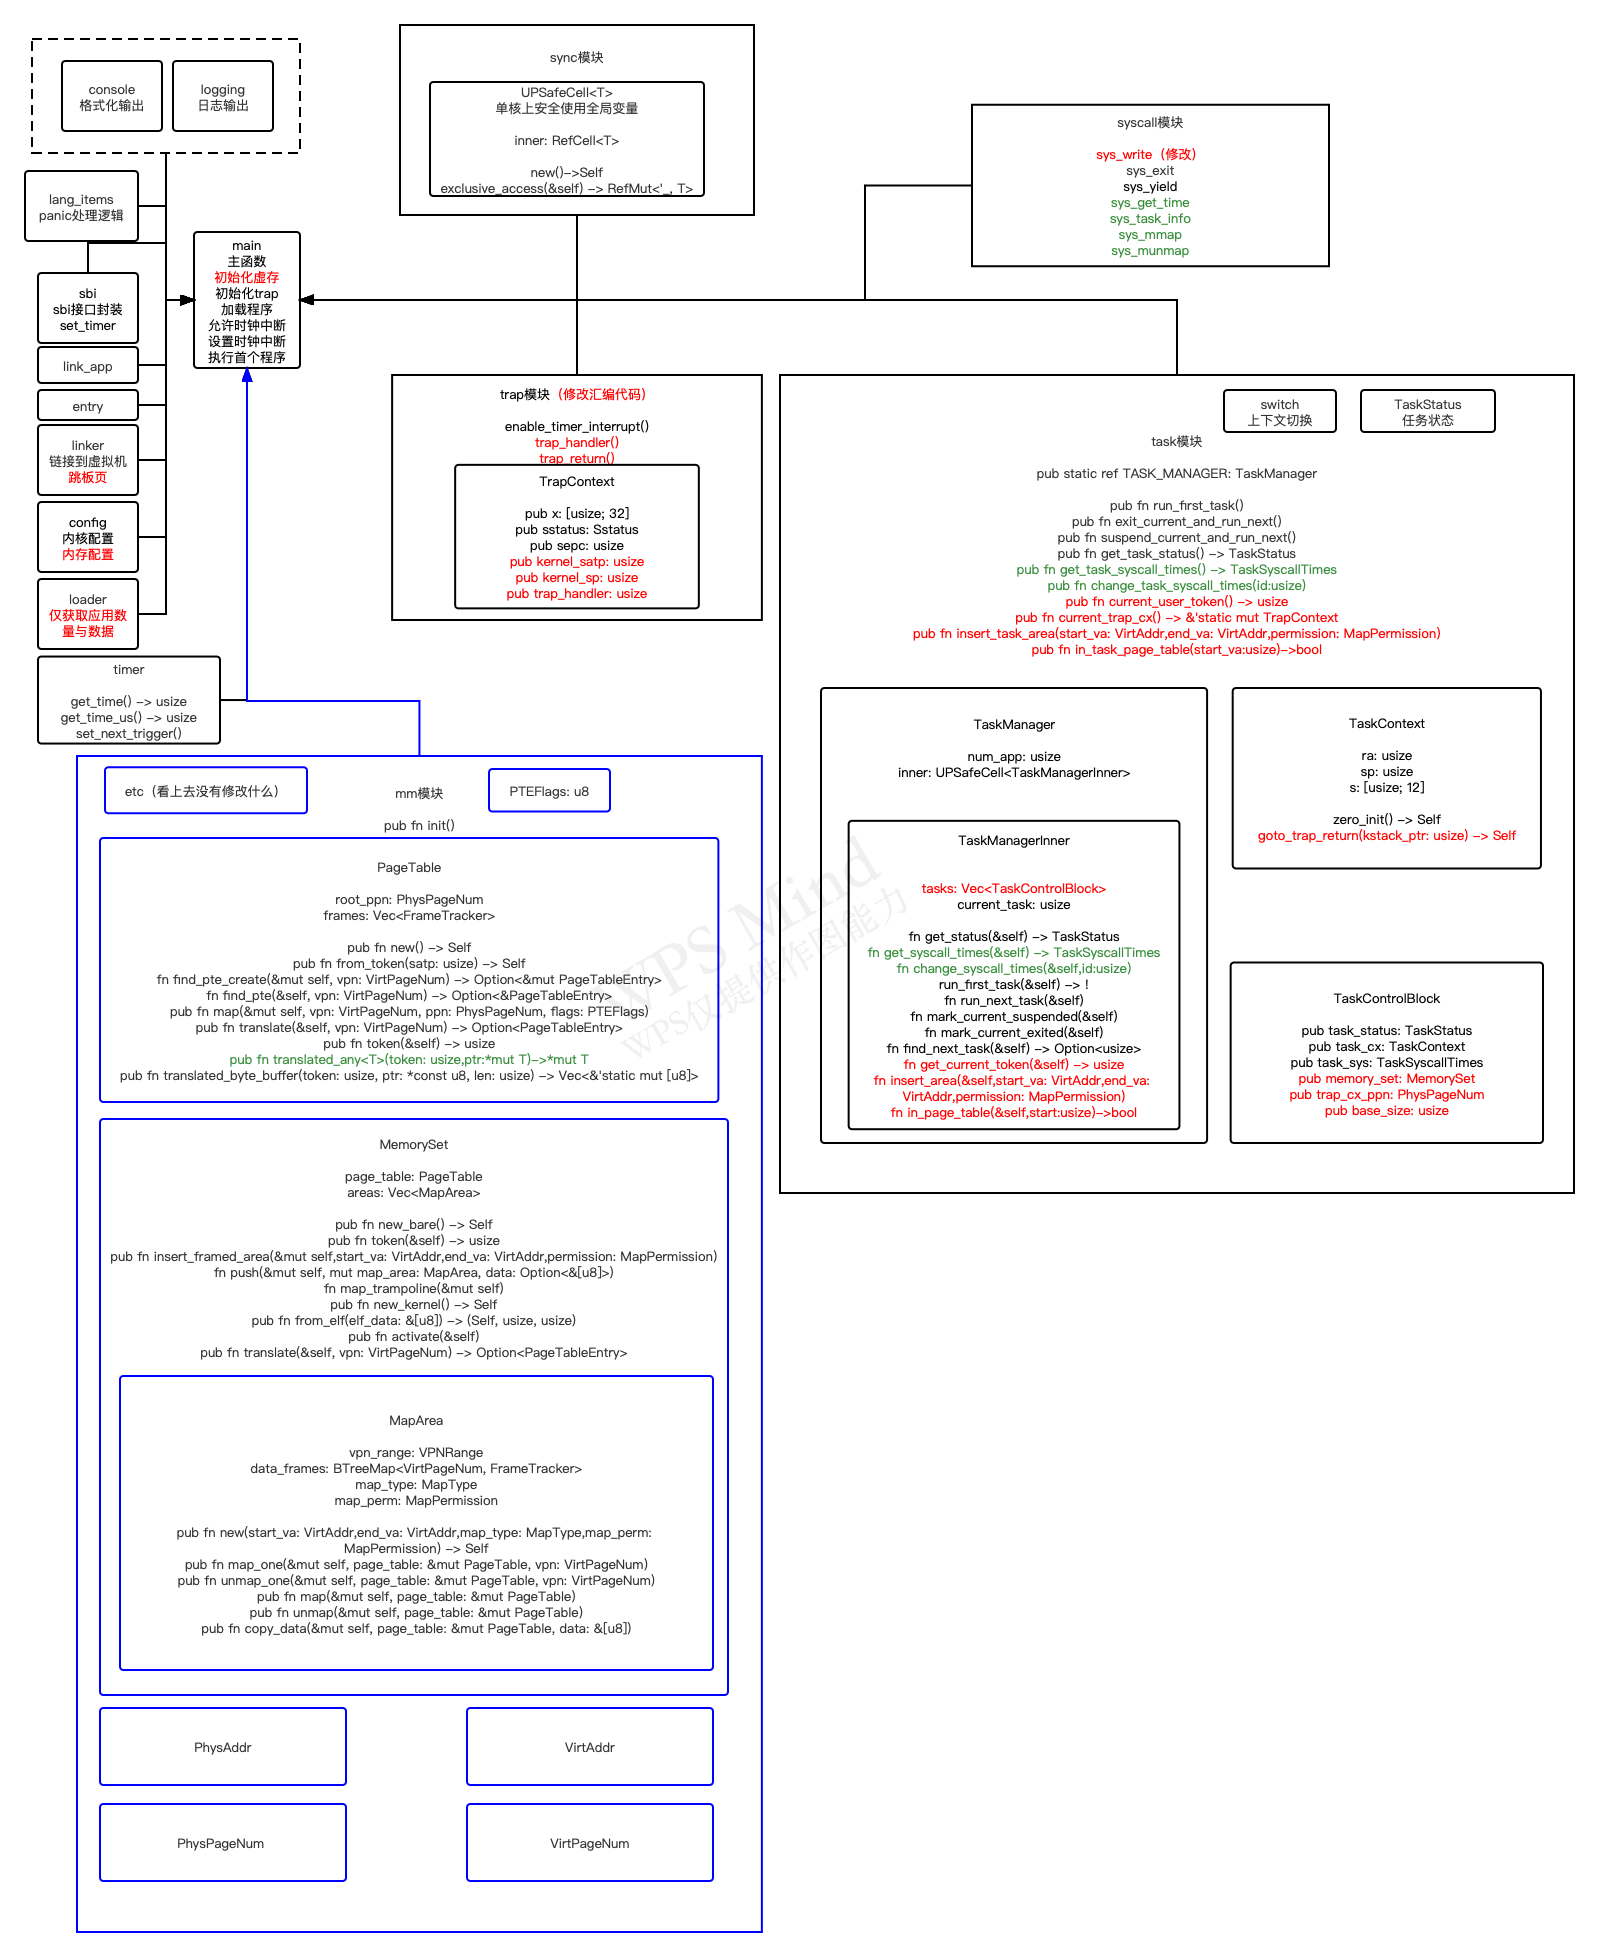 console
格式化输出
logging
日志输出
lang_items
panic处理逻辑
sbi
sbi接口封装
set_timer
link_app
entry
linker
链接到虚拟机
跳板页
config
内核配置
内存配置
loader
仅获取应用数
量与数据
timer
get_time() -> usize
get_time_us() -> usize
set_next_trigger()
main
主函数
初始化虚存
初始化trap
加载程序
允许时钟中断
设置时钟中断
执行首个程序
sync模块
UPSafeCell<T>
单核上安全使用全局变量
inner: RefCell<T>
new()->Self
exclusive_access(&self) -> RefMut<'_, T>
syscall模块
sys_write（修改）
sys_exit
sys_yield
sys_get_time
sys_task_info
sys_mmap
sys_munmap
trap模块（修改汇编代码）
enable_timer_interrupt()
trap_handler()
trap_return()
TrapContext
pub x: [usize; 32]
pub sstatus: Sstatus
pub sepc: usize
pub kernel_satp: usize
pub kernel_sp: usize
pub trap_handler: usize
switch
上下文切换
TaskStatus
任务状态
task模块
pub static ref TASK_MANAGER: TaskManager
pub fn run_first_task()
pub fn exit_current_and_run_next()
pub fn suspend_current_and_run_next()
pub fn get_task_status() -> TaskStatus
pub fn get_task_syscall_times() -> TaskSyscallTimes
pub fn change_task_syscall_times(id:usize)
pub fn current_user_token() -> usize
pub fn current_trap_cx() -> &'static mut TrapContext
pub fn insert_task_area(start_va: VirtAddr,end_va: VirtAddr,permission: MapPermission)
pub fn in_task_page_table(start_va:usize)->bool
TaskManager
num_app: usize
inner: UPSafeCell<TaskManagerInner>
TaskManagerInner
tasks: Vec<TaskControlBlock>
current_task: usize
fn get_status(&self) -> TaskStatus
fn get_syscall_times(&self) -> TaskSyscallTimes
fn change_syscall_times(&self,id:usize)
run_first_task(&self) -> !
fn run_next_task(&self)
fn mark_current_suspended(&self)
fn mark_current_exited(&self)
fn find_next_task(&self) -> Option<usize>
fn get_current_token(&self) -> usize
fn insert_area(&self,start_va: VirtAddr,end_va:
VirtAddr,permission: MapPermission)
fn in_page_table(&self,start:usize)->bool
TaskContext
ra: usize
sp: usize
s: [usize; 12]
zero_init() -> Self
goto_trap_return(kstack_ptr: usize) -> Self
TaskControlBlock
pub task_status: TaskStatus
pub task_cx: TaskContext
pub task_sys: TaskSyscallTimes
pub memory_set: MemorySet
pub trap_cx_ppn: PhysPageNum
pub base_size: usize
etc（看上去没有修改什么）
mm模块
PTEFlags: u8
pub fn init()
PageTable
root_ppn: PhysPageNum
frames: Vec<FrameTracker>
pub fn new() -> Self
pub fn from_token(satp: usize) -> Self
fn find_pte_create(&mut self, vpn: VirtPageNum) -> Option<&mut PageTableEntry>
fn find_pte(&self, vpn: VirtPageNum) -> Option<&PageTableEntry>
pub fn map(&mut self, vpn: VirtPageNum, ppn: PhysPageNum, flags: PTEFlags)
pub fn translate(&self, vpn: VirtPageNum) -> Option<PageTableEntry>
pub fn token(&self) -> usize
pub fn translated_any<T>(token: usize,ptr:*mut T)->*mut T
pub fn translated_byte_buffer(token: usize, ptr: *const u8, len: usize) -> Vec<&'static mut [u8]>
MemorySet
page_table: PageTable
areas: Vec<MapArea>
pub fn new_bare() -> Self
pub fn token(&self) -> usize
pub fn insert_framed_area(&mut self,start_va: VirtAddr,end_va: VirtAddr,permission: MapPermission)
fn push(&mut self, mut map_area: MapArea, data: Option<&[u8]>)
fn map_trampoline(&mut self)
pub fn new_kernel() -> Self
pub fn from_elf(elf_data: &[u8]) -> (Self, usize, usize)
pub fn activate(&self)
pub fn translate(&self, vpn: VirtPageNum) -> Option<PageTableEntry>
MapArea
vpn_range: VPNRange
data_frames: BTreeMap<VirtPageNum, FrameTracker>
map_type: MapType
map_perm: MapPermission
pub fn new(start_va: VirtAddr,end_va: VirtAddr,map_type: MapType,map_perm:
MapPermission) -> Self
pub fn map_one(&mut self, page_table: &mut PageTable, vpn: VirtPageNum)
pub fn unmap_one(&mut self, page_table: &mut PageTable, vpn: VirtPageNum)
pub fn map(&mut self, page_table: &mut PageTable)
pub fn unmap(&mut self, page_table: &mut PageTable)
pub fn copy_data(&mut self, page_table: &mut PageTable, data: &[u8])
PhysAddr
VirtAddr
PhysPageNum
VirtPageNum
WPS Mind
WPS仅提供作图能力